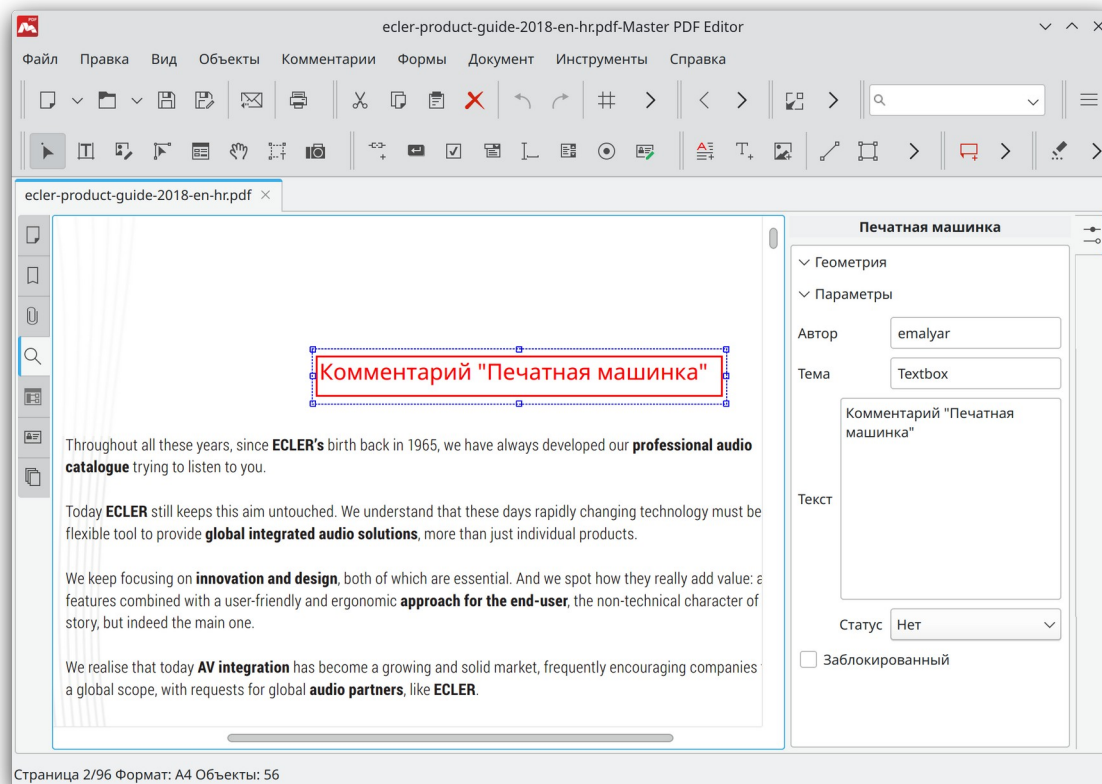 ecler-product-guide-2018-en-hr.pdf-Master PDF Editor
Файл Правка Вид Объекты Комментарии Формы Документ Инструменты Справка
ecler-product-guide-2018-en-hr.pdf
Печатная машинка
Геометрия
Параметры
Автор emalyar
Тема Textbox
Текст
Комментарий "Печатная
машинка"
Статус Нет
Заблокированный
Комментарий "Печатная машинка"
Throughout all these years, since ECLER's birth back in 1965, we have always developed our professional audio
catalogue trying to listen to you.
Today ECLER still keeps this aim untouched. We understand that these days rapidly changing technology must be
flexible tool to provide global integrated audio solutions, more than just individual products.
We keep focusing on innovation and design, both of which are essential. And we spot how they really add value:
features combined with a user-friendly and ergonomic approach for the end-user, the non-technical character of
story, but indeed the main one.
We realise that today AV integration has become a growing and solid market, frequently encouraging companies
a global scope, with requests for global audio partners, like ECLER.
Страница 2/96 Формат: A4 Объекты: 56